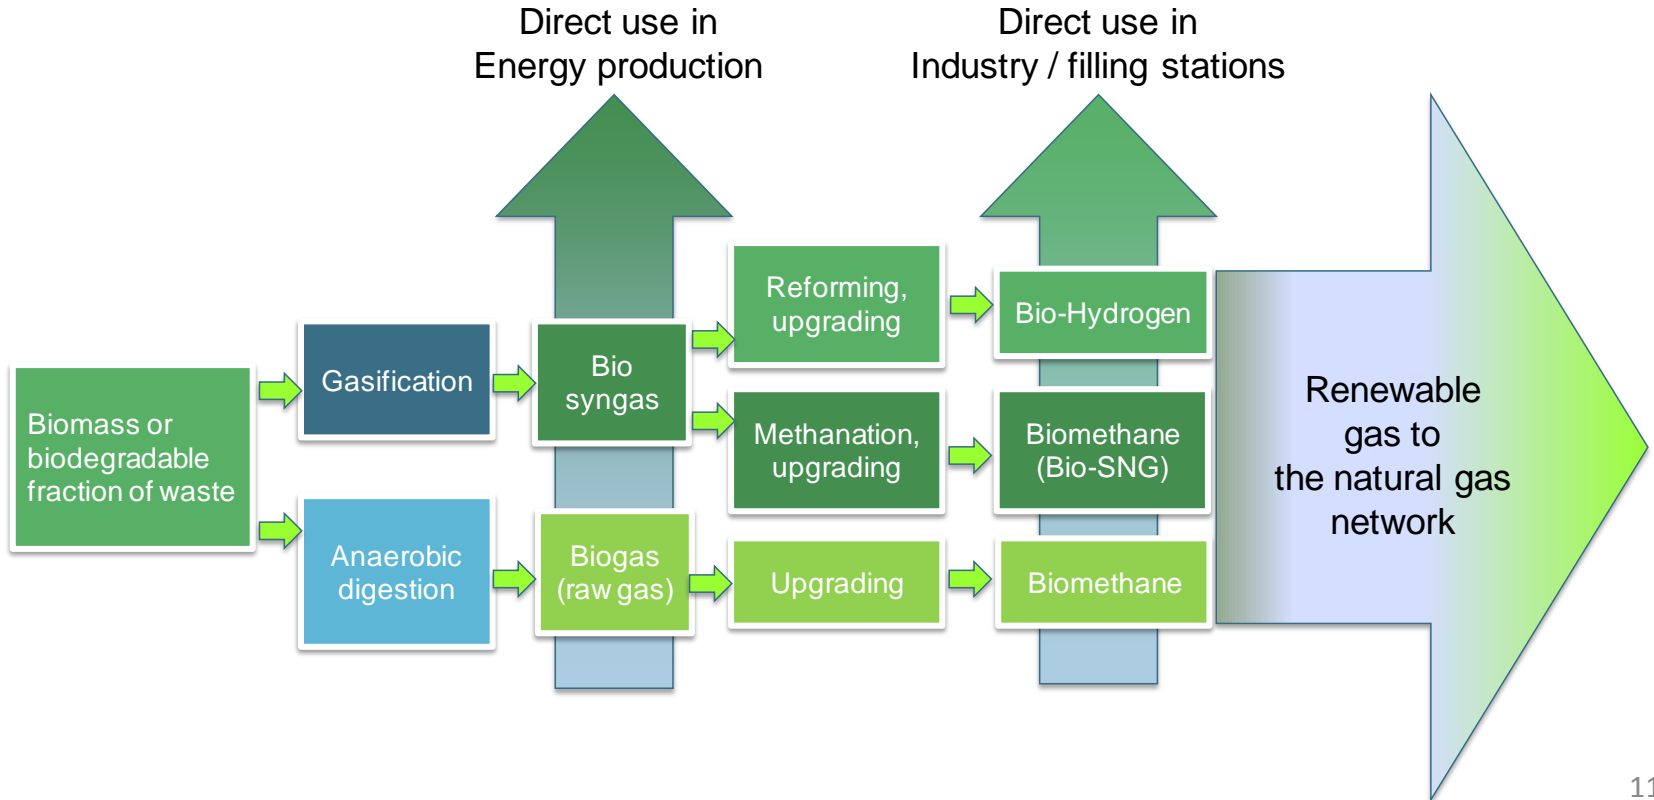 Direct use in
Energy production
Direct use in
Industry / filling stations
Biomass or
biodegradable
fraction of waste
Gasification
Anaerobic
digestion
Bio
syngas
Biogas
(raw gas)
Reforming,
upgrading
Methanation,
upgrading
Upgrading
Bio-Hydrogen
Biomethane
(Bio-SNG)
Biomethane
Renewable
gas to
the natural gas
network
11